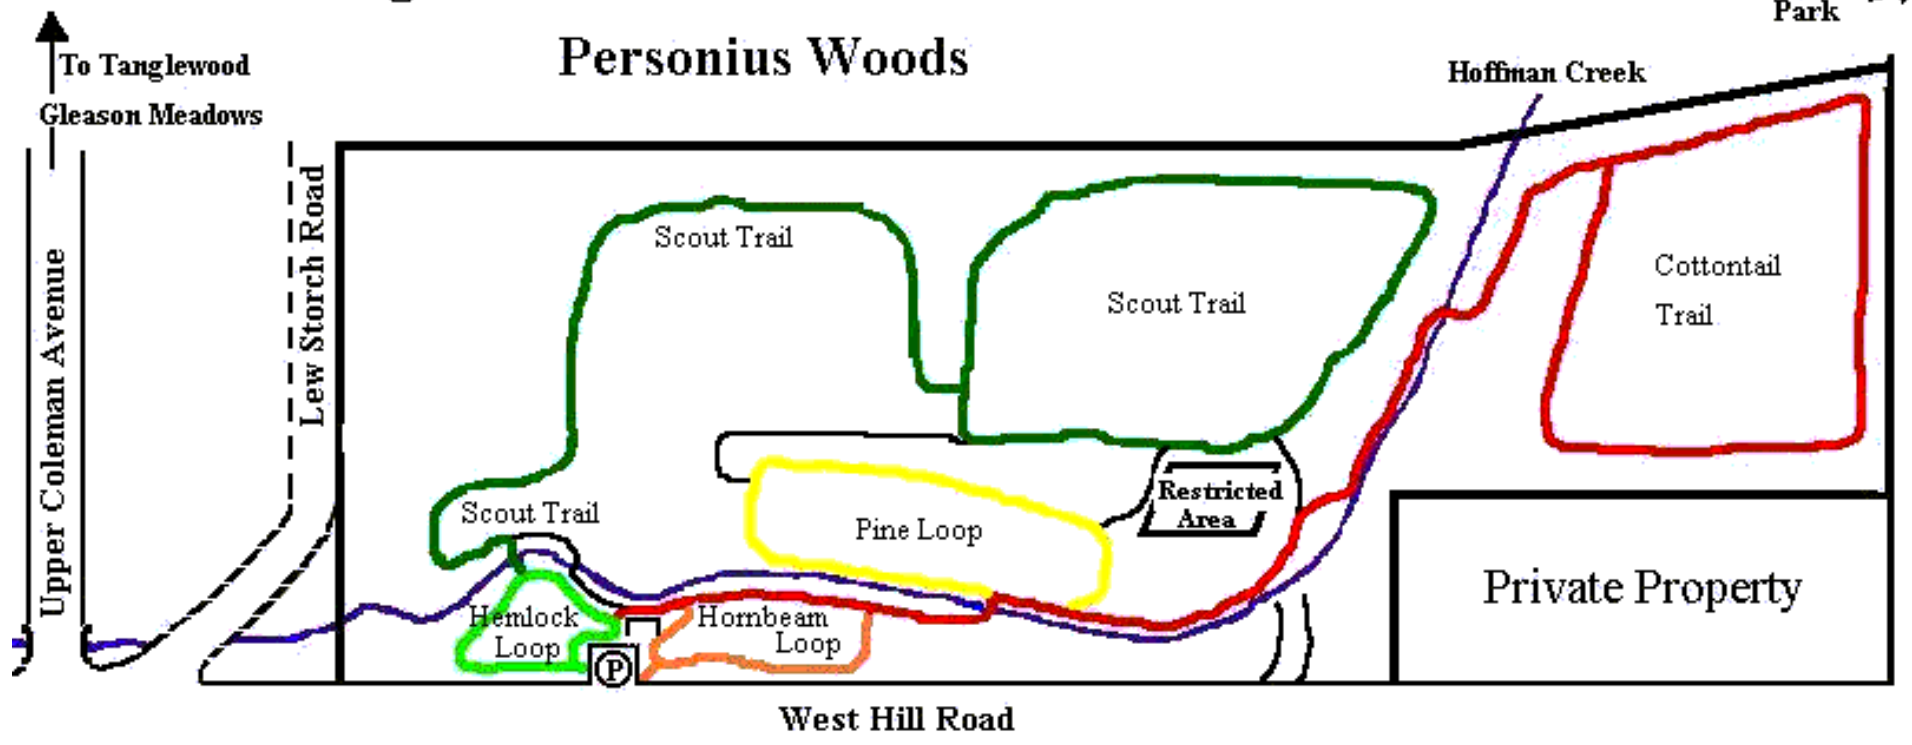 Park
To Tanglewood
Gleason Meadows
Personius Woods
Hoffman Creek
Upper Coleman Avenue
Lew Storch Road
Scout Trail
Scout Trail
Cottontail
Trail
Scout Trail
Pine Loop
Restricted
Area
Private Property
Hemlock
Loop
Hornbeam
Loop
P
West Hill Road